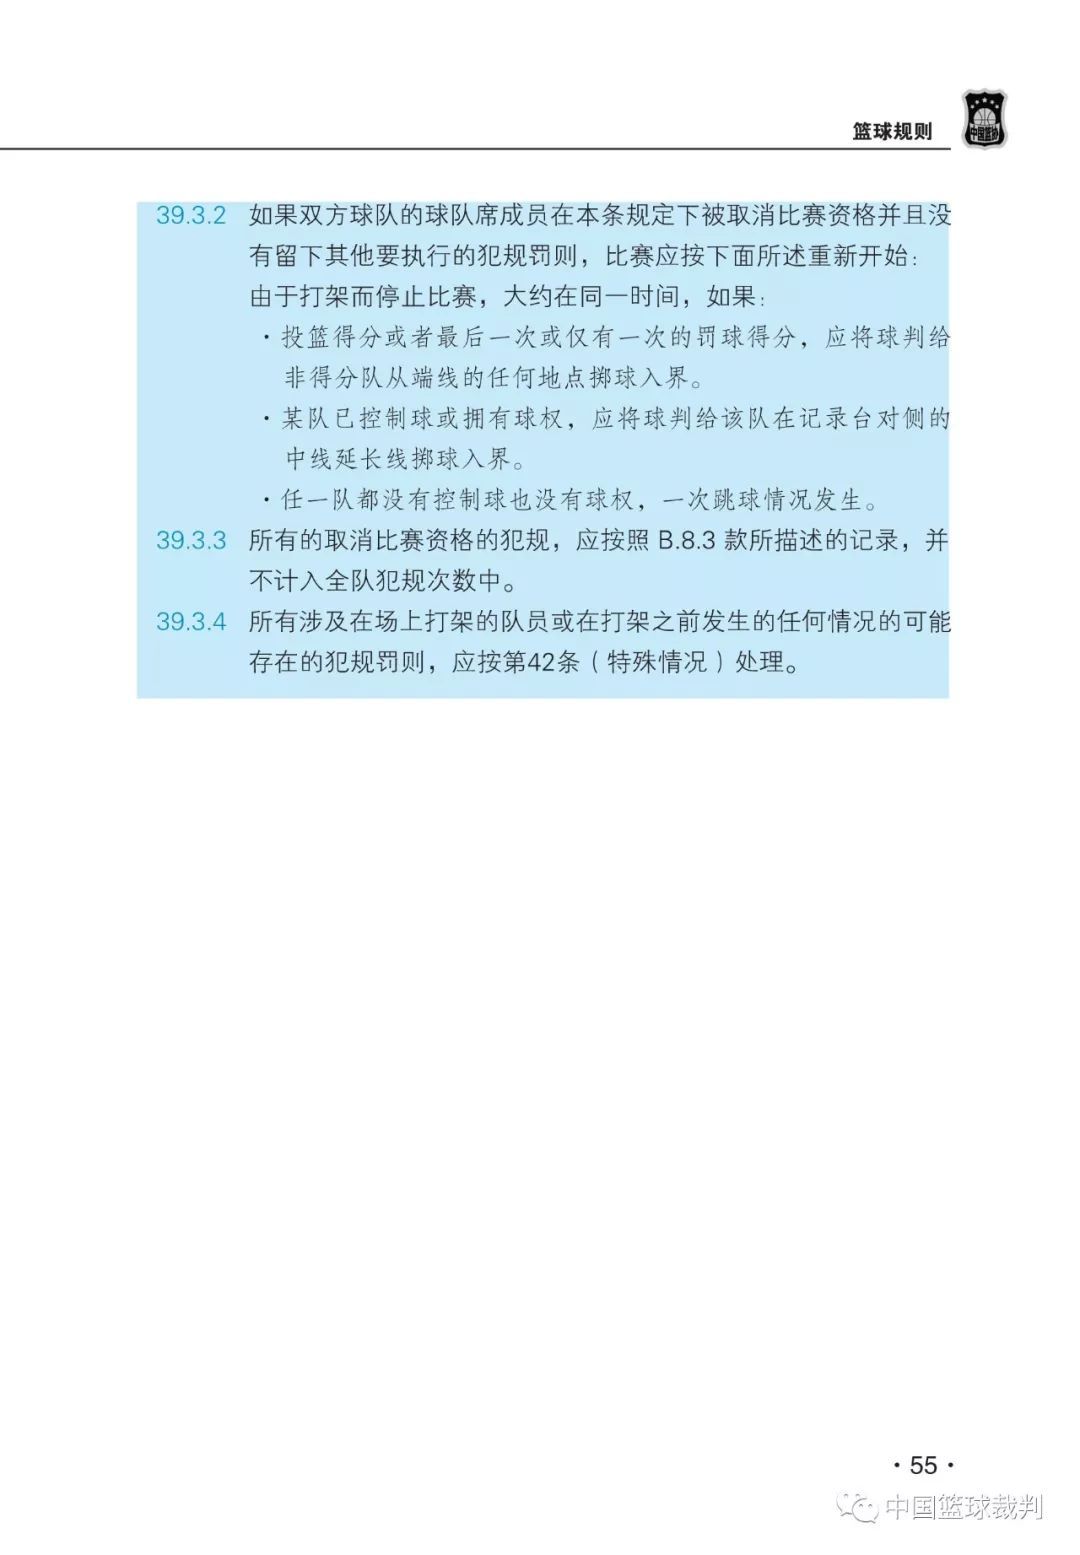 篮球规则
中国篮协
39.3.2 如果双方球队的球队席成员在本条规定下被取消比赛资格并且没
有留下其他要执行的犯规罚则，比赛应按下面所述重新开始：
由于打架而停止比赛，大约在同一时间，如果：
·投篮得分或者最后一次或仅有一次的罚球得分，应将球判给
非得分队从端线的任何地点掷球入界。
·某队已控制球或拥有球权，应将球判给该队在记录台对侧的
中线延长线掷球入界。
·任一队都没有控制球也没有球权，一次跳球情况发生。
39.3.3 所有的取消比赛资格的犯规，应按照 B.8.3 款所描述的记录，并
不计入全队犯规次数中。
39.3.4 所有涉及在场上打架的队员或在打架之前发生的任何情况的可能
存在的犯规罚则，应按第42条（特殊情况）处理。
·55·
中国篮球裁判